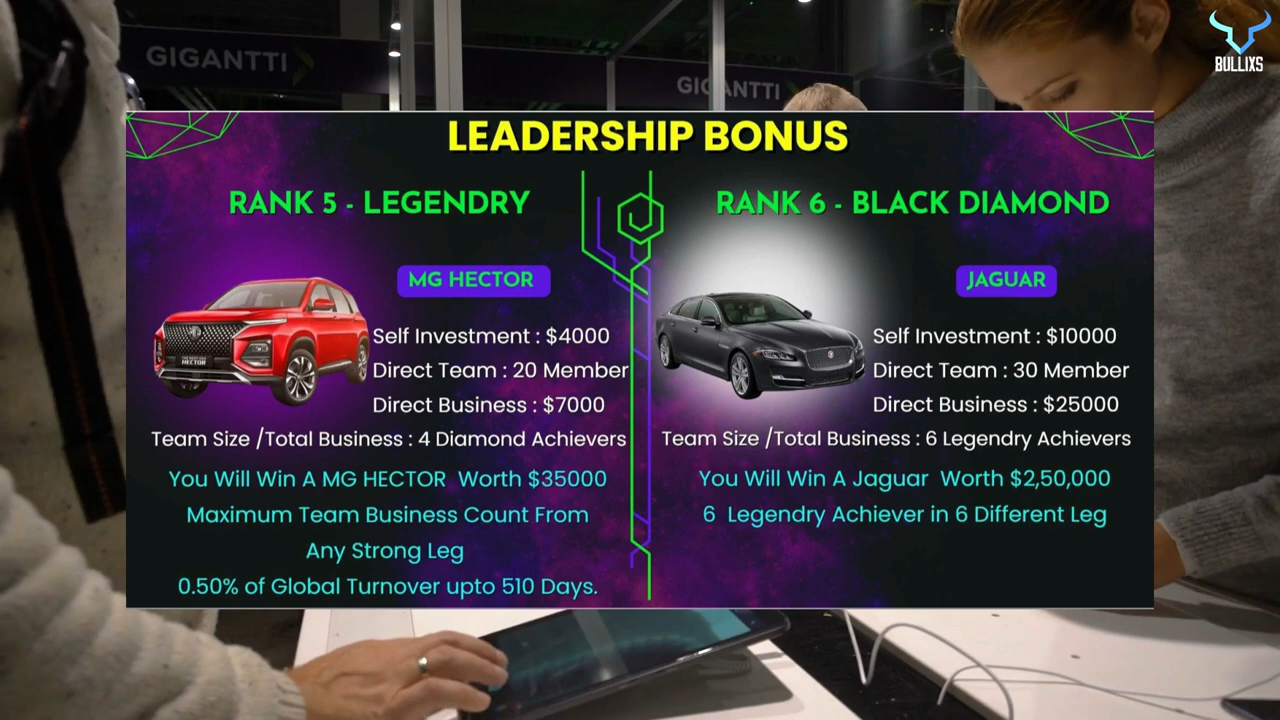 GIGANTTI
GIGANTTI
BULLIXS
LEADERSHIP BONUS
RANK 5 - LEGENDRY
MG HECTOR
Self Investment : $4000
Direct Team : 20 Member
Direct Business : $7000
Team Size /Total Business : 4 Diamond Achievers
You Will Win A MG HECTOR Worth $35000
Maximum Team Business Count From
Any Strong Leg
0.50% of Global Turnover upto 510 Days.
RANK 6 - BLACK DIAMOND
JAGUAR
Self Investment : $10000
Direct Team : 30 Member
Direct Business : $25000
Team Size /Total Business : 6 Legendry Achievers
You Will Win A Jaguar Worth $2,50,000
6 Legendry Achiever in 6 Different Leg
HECTOR